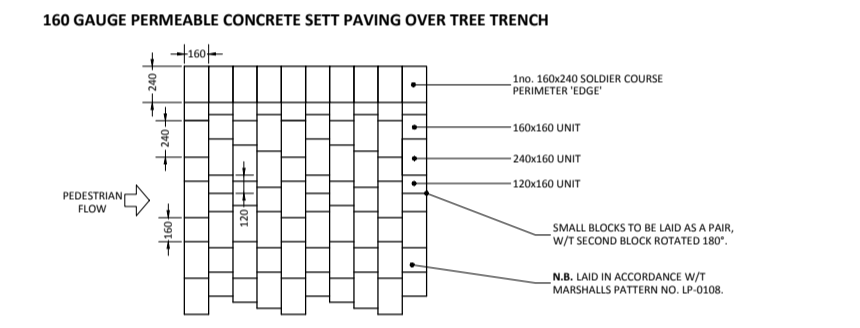 160 GAUGE PERMEABLE CONCRETE SETT PAVING OVER TREE TRENCH
160
240
1no. 160x240 SOLDIER COURSE
PERIMETER 'EDGE'
240
160x160 UNIT
240x160 UNIT
120x160 UNIT
PEDESTRIAN
FLOW
160
120
SMALL BLOCKS TO BE LAID AS A PAIR,
W/T SECOND BLOCK ROTATED 180°.
N.B. LAID IN ACCORDANCE W/T
MARSHALLS PATTERN NO. LP-0108.